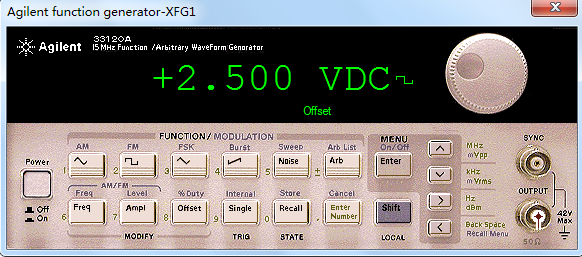 Agilent function generator-XFG1
Agilent 33120A
15 MHz Function / Arbitrary Waveform Generator
+2.500 VDC
Offset
FUNCTION / MODULATION
MENU
On/Off
AM FM FSK Burst Sweep Arb List
Noise Arb Enter
1 2 3 4 5 ±
MHz
mVpp
SYNC
Power
AM/FM
kHz
mVrms
Freq Level %Duty Internal Store Cancel
Freq Ampl Offset Single Recall Enter Number Shift
6 7 8 9 0 .
Hz
dBm
OUTPUT
Off
On
MODIFY TRIG STATE LOCAL
Back Space
Recall Menu
42V
Max
50Ω